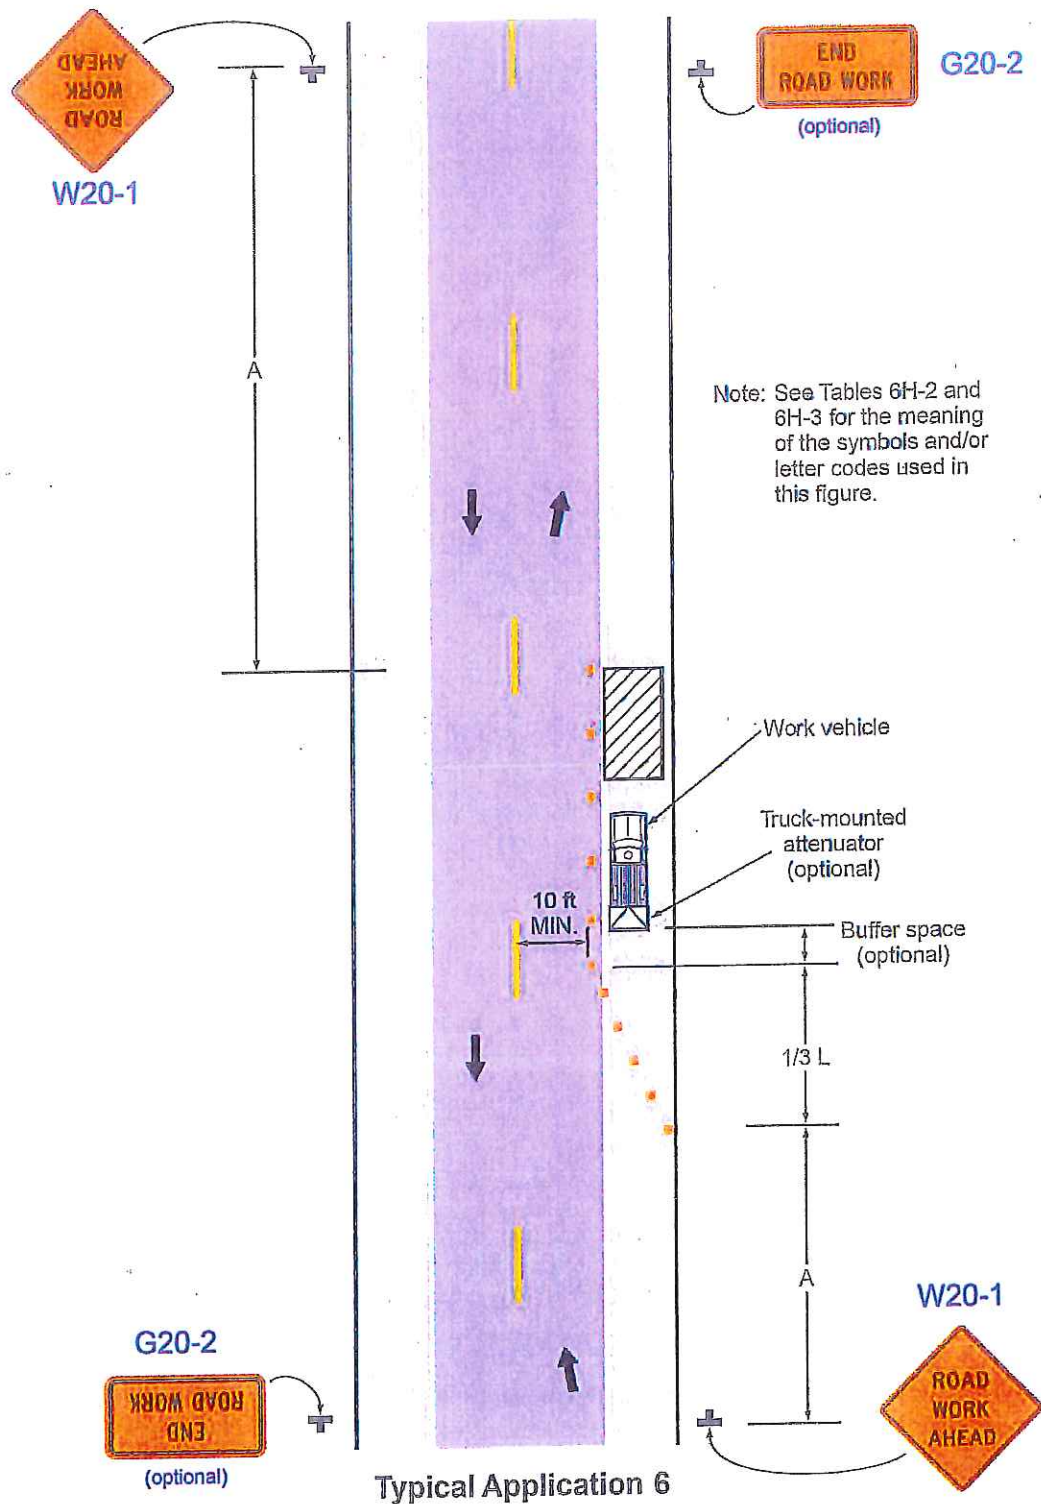 AHEAD
WORK
ROAD
W20-1
END
ROAD WORK
(optional)
G20-2
A
Note: See Tables 6H-2 and
6H-3 for the meaning
of the symbols and/or
letter codes used in
this figure.
Work vehicle
Truck-mounted
attenuator
(optional)
10 ft
MIN.
Buffer space
(optional)
1/3 L
A
W20-1
ROAD
WORK
AHEAD
G20-2
ROAD WORK
END
(optional)
Typical Application 6